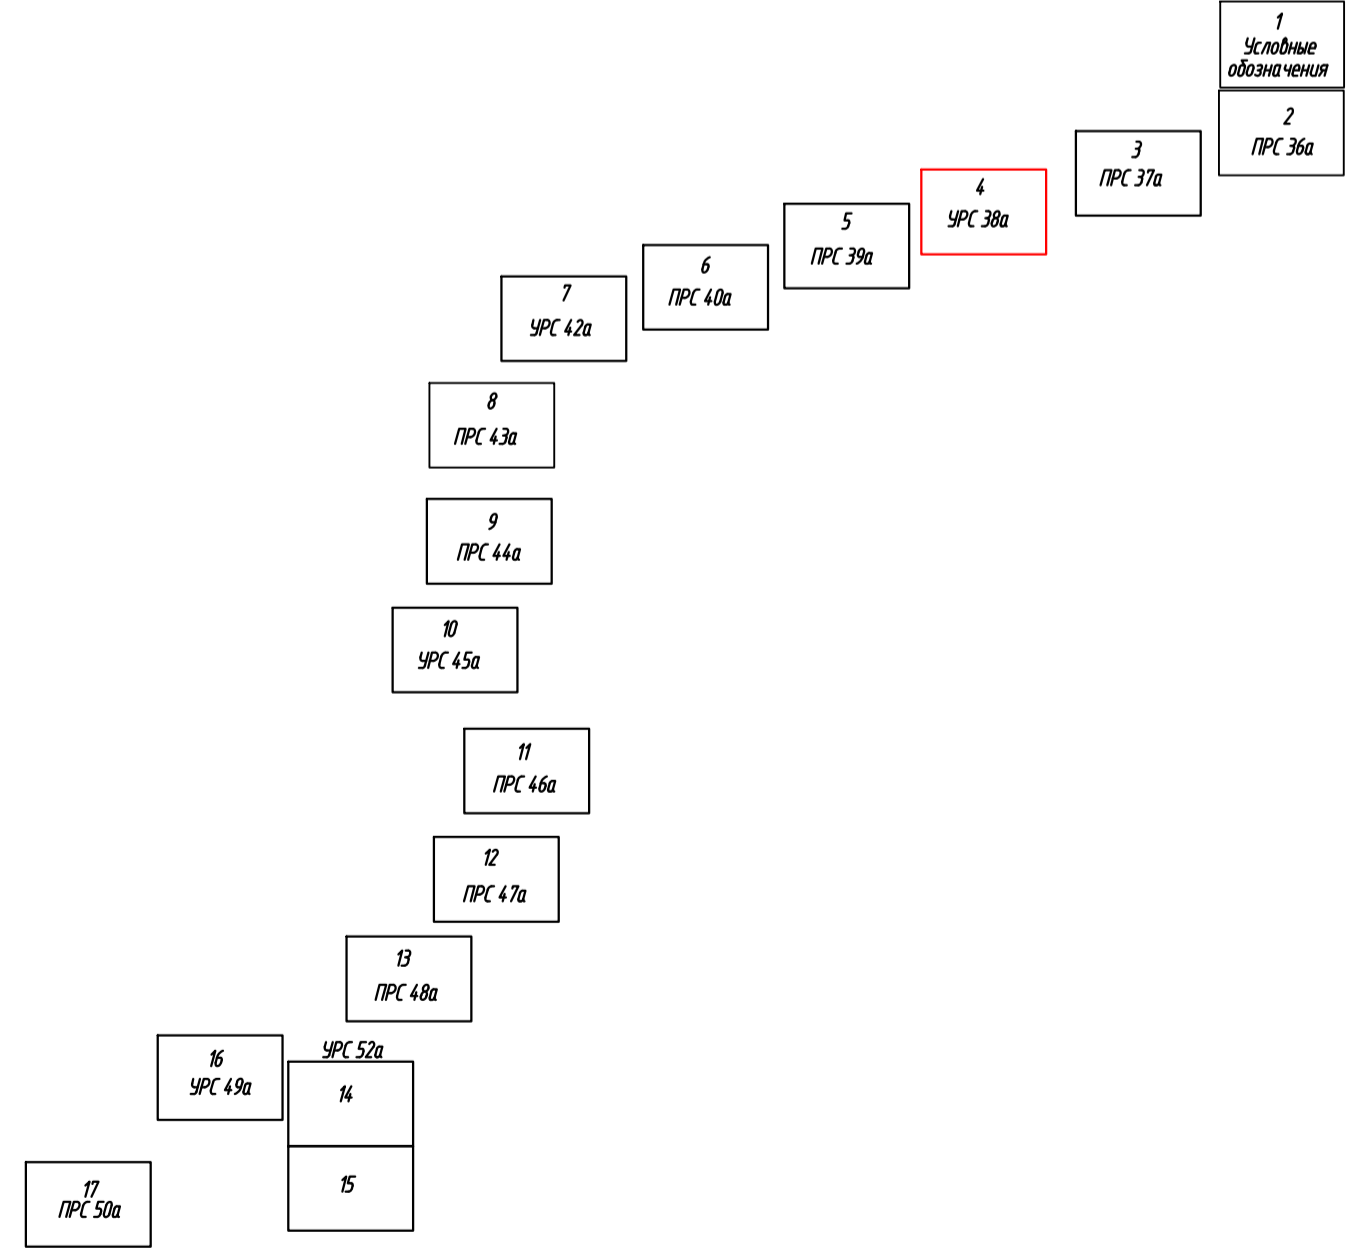 1
Условные
обозначения
2
ПРС 36а
3
ПРС 37а
4
УРС 38а
5
ПРС 39а
6
ПРС 40а
7
УРС 42а
8
ПРС 43а
9
ПРС 44а
10
УРС 45а
11
ПРС 46а
12
ПРС 47а
13
ПРС 48а
УРС 52а
14
15
16
УРС 49а
17
ПРС 50а